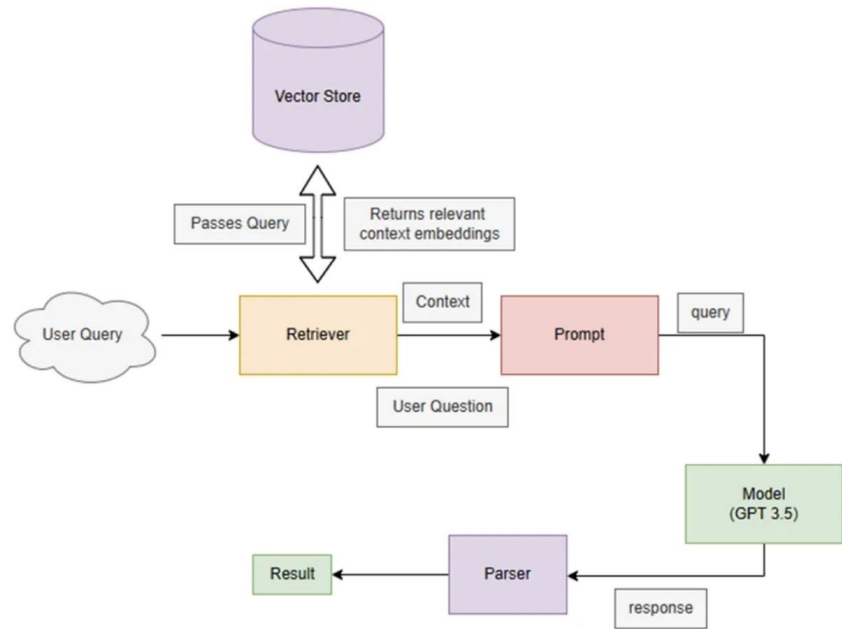 Vector Store
Passes Query
Returns relevant
context embeddings
User Query
Retriever
Context
Prompt
query
User Question
Model
(GPT 3.5)
Result
Parser
response